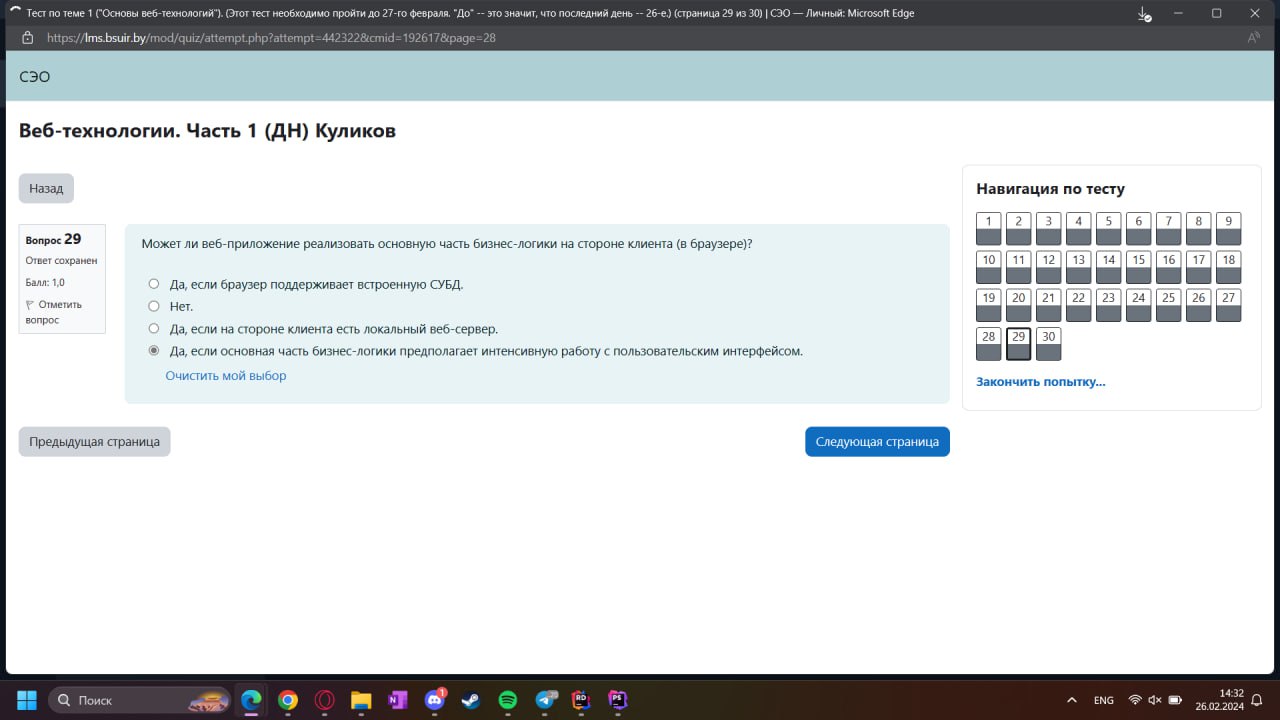 Тест по теме 1 ("Основы веб-технологий"). (Этот тест необходимо пройти до 27-го февраля. "До" -- это значит, что последний день -- 26-е.) (страница 29 из 30) | СЭО — Личный: Microsoft Edge
https://lms.bsuir.by/mod/quiz/attempt.php?attempt=442322&cmid=192617&page=28
СЭО
Веб-технологии. Часть 1 (ДН) Куликов
Назад
Вопрос 29
Ответ сохранен
Балл: 1,0
Отметить
вопрос
Может ли веб-приложение реализовать основную часть бизнес-логики на стороне клиента (в браузере)?
Да, если браузер поддерживает встроенную СУБД.
Нет.
Да, если на стороне клиента есть локальный веб-сервер.
Да, если основная часть бизнес-логики предполагает интенсивную работу с пользовательским интерфейсом.
Очистить мой выбор
Предыдущая страница
Следующая страница
Навигация по тесту
1 2 3 4 5 6 7 8 9
10 11 12 13 14 15 16 17 18
19 20 21 22 23 24 25 26 27
28 29 30
Закончить попытку...
Поиск
1
RD
PS
ENG
14:32
26.02.2024